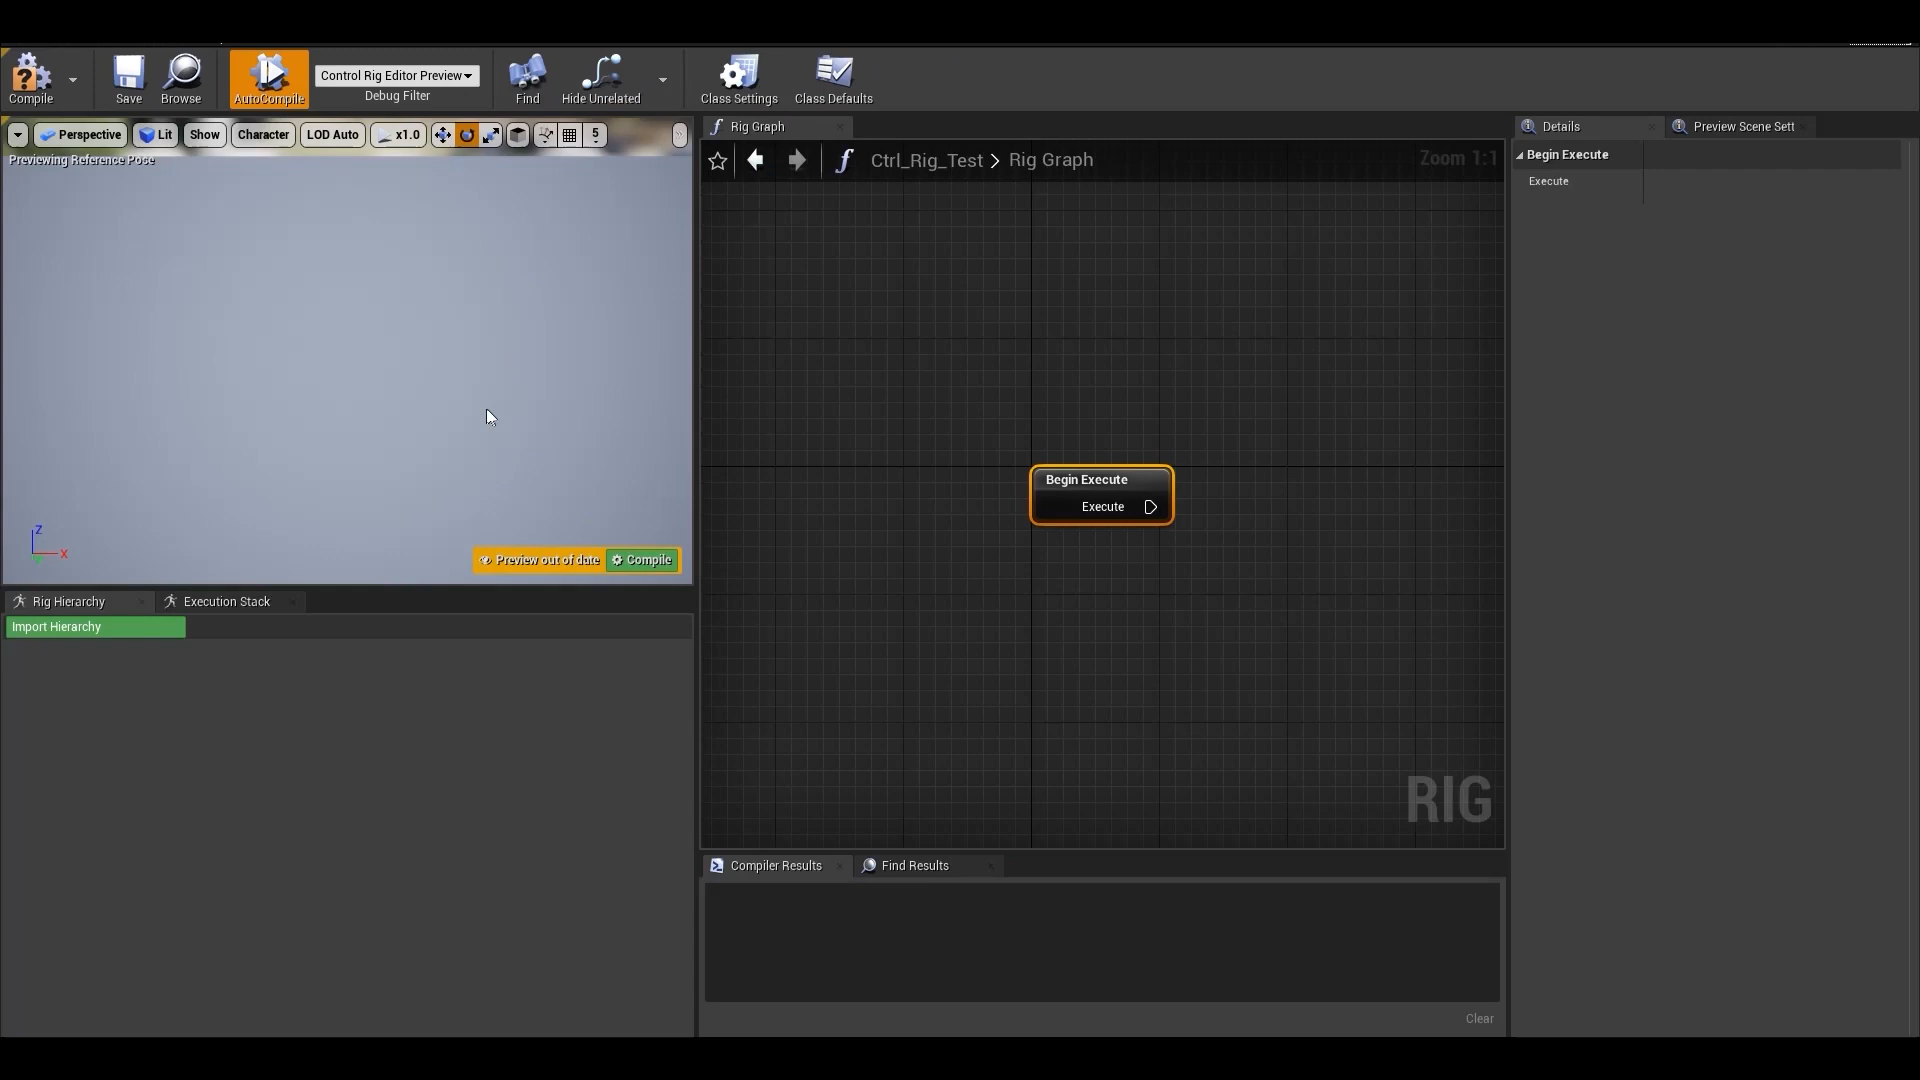 Compile
Save
Browse
AutoCompile
Control Rig Editor Preview
Debug Filter
Find
Hide Unrelated
Class Settings
Class Defaults
Perspective
Lit
Show
Character
LOD Auto
x1.0
5
Previewing Reference Pose
Z
X
Y
Preview out of date
Compile
Rig Hierarchy
Execution Stack
Import Hierarchy
Rig Graph
Ctrl_Rig_Test > Rig Graph
Zoom 1:1
Begin Execute
Execute
RIG
Compiler Results
Find Results
Clear
Details
Preview Scene Sett
Begin Execute
Execute